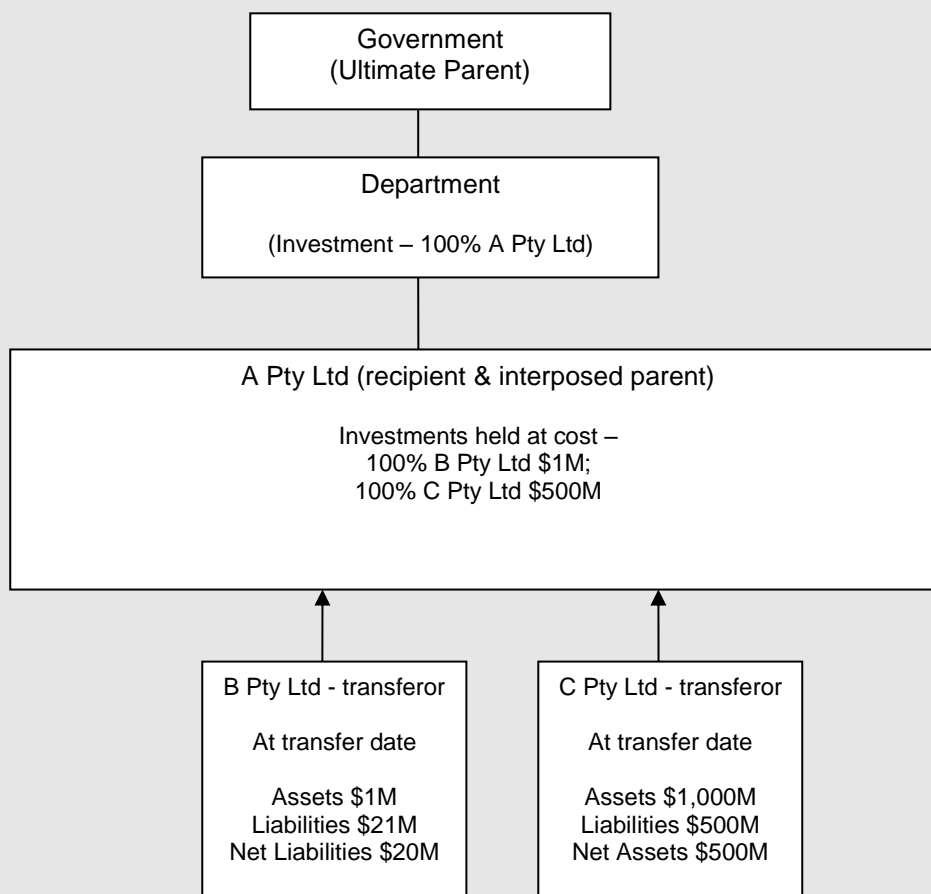 Government
(Ultimate Parent)
Department
(Investment – 100% A Pty Ltd)
A Pty Ltd (recipient & interposed parent)
Investments held at cost –
100% B Pty Ltd $1M;
100% C Pty Ltd $500M
B Pty Ltd - transferor
At transfer date
Assets $1M
Liabilities $21M
Net Liabilities $20M
C Pty Ltd - transferor
At transfer date
Assets $1,000M
Liabilities $500M
Net Assets $500M